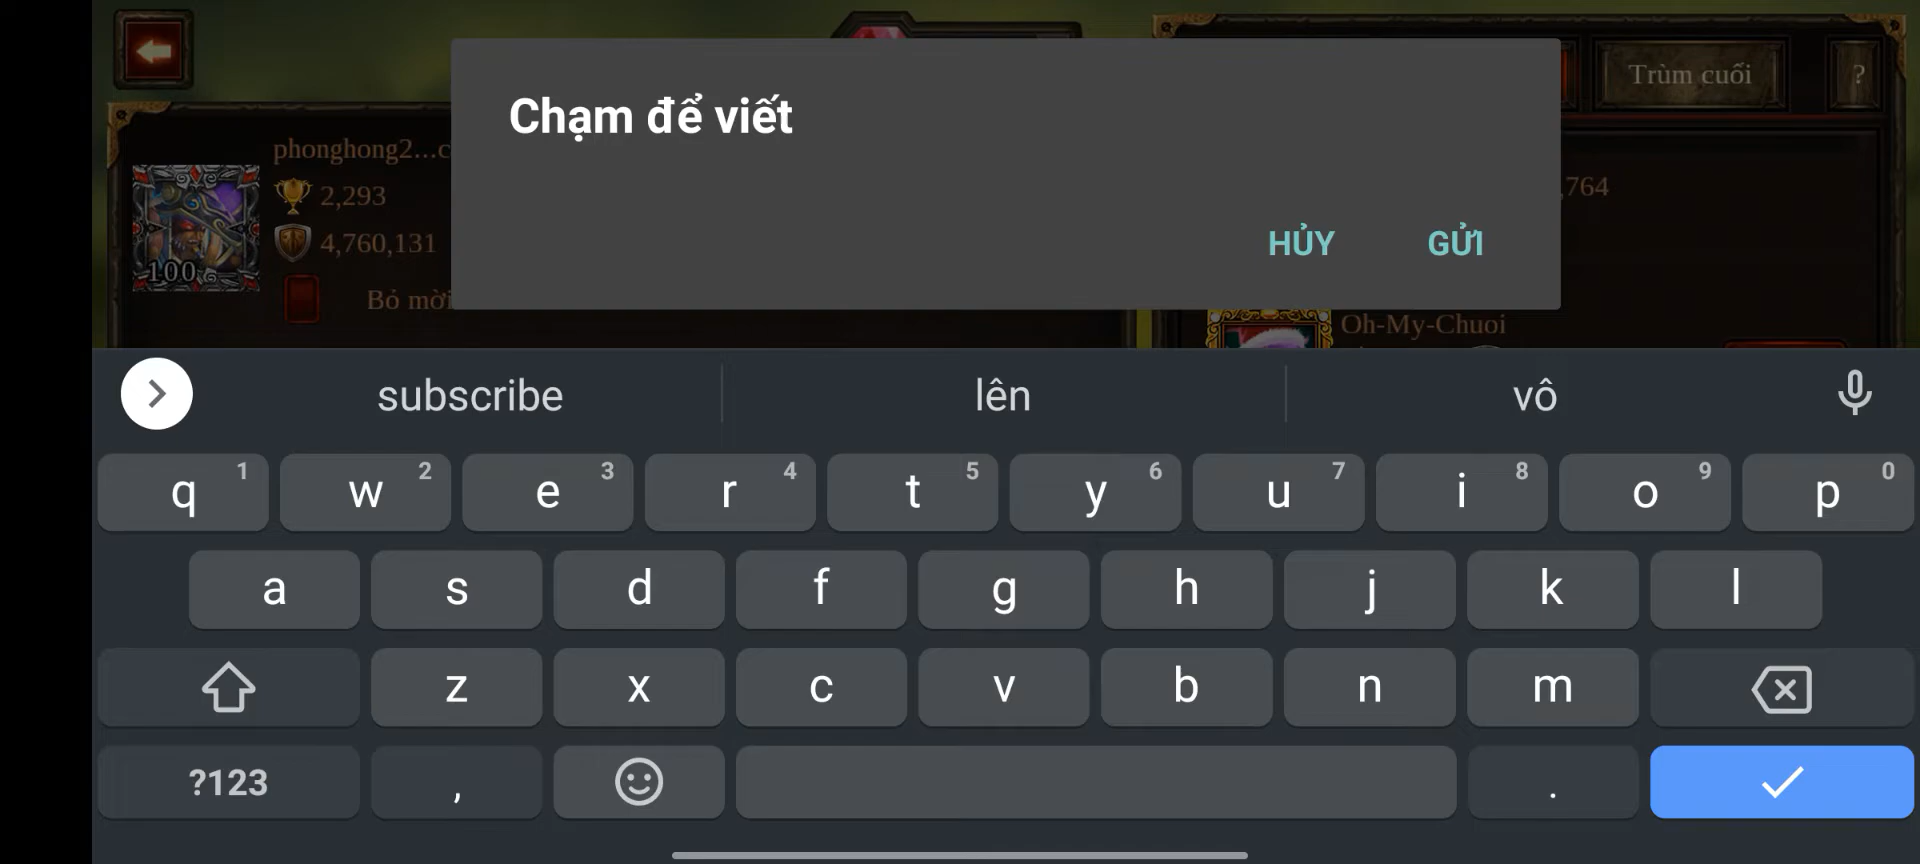 Trùm cuối
?
Chạm để viết
phonghong2...c
2,293
4,760,131
100
Bỏ mời
,764
HỦY
GỬI
Oh-My-Chuoi
subscribe
lên
vô
q 1 w 2 e 3 r 4 t 5 y 6 u 7 i 8 o 9 p 0
a s d f g h j k l
z x c v b n m
?123 , .